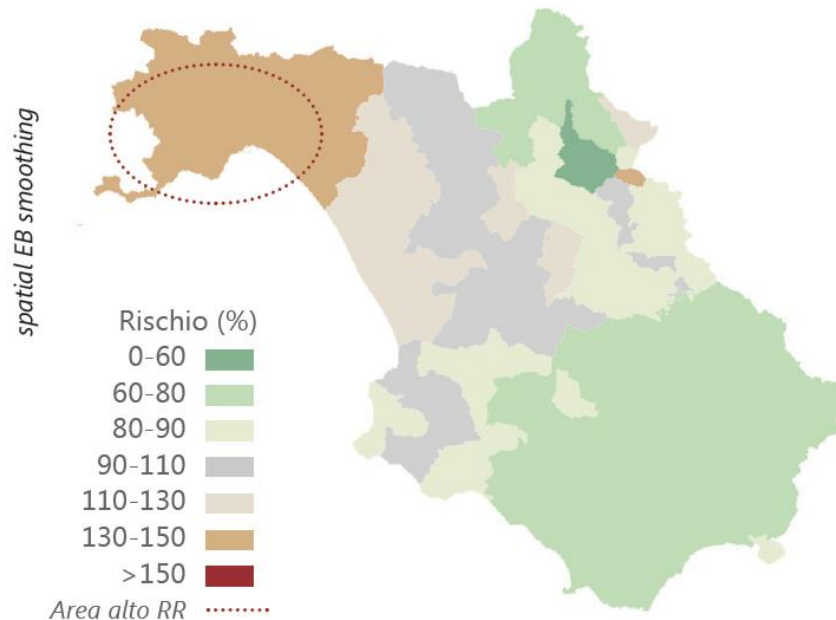 spatial EB smoothing
Rischio (%)
0-60
60-80
80-90
90-110
110-130
130-150
>150
Area alto RR